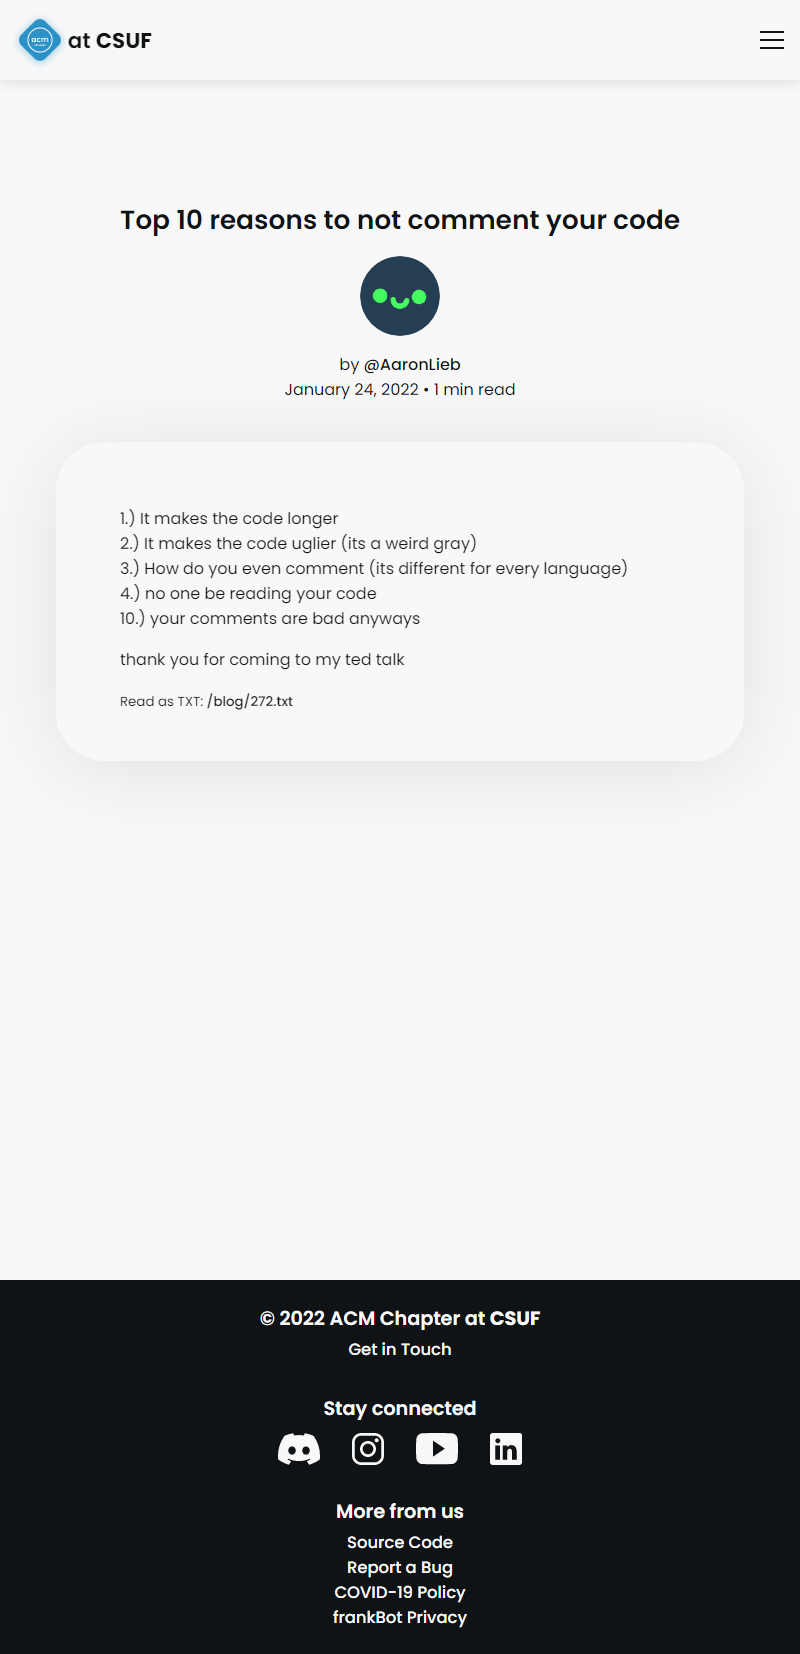 acm
at CSUF
Top 10 reasons to not comment your code
by @AaronLieb
January 24, 2022 • 1 min read
1.) It makes the code longer
2.) It makes the code uglier (its a weird gray)
3.) How do you even comment (its different for every language)
4.) no one be reading your code
10.) your comments are bad anyways
thank you for coming to my ted talk
Read as TXT: /blog/272.txt
© 2022 ACM Chapter at CSUF
Get in Touch
Stay connected
in
More from us
Source Code
Report a Bug
COVID-19 Policy
frankBot Privacy